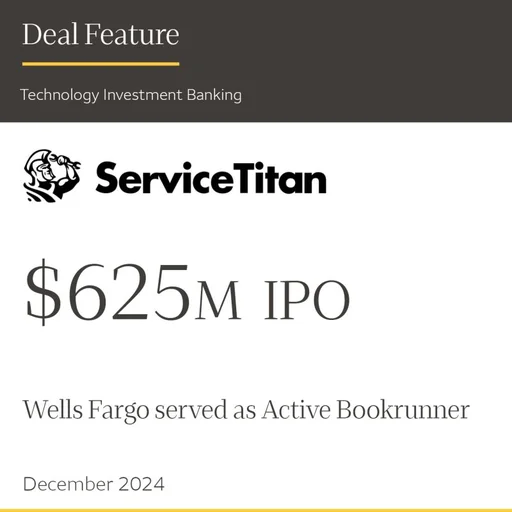 Deal Feature
Technology Investment Banking
ServiceTitan
$625M IPO
Wells Fargo served as Active Bookrunner
December 2024